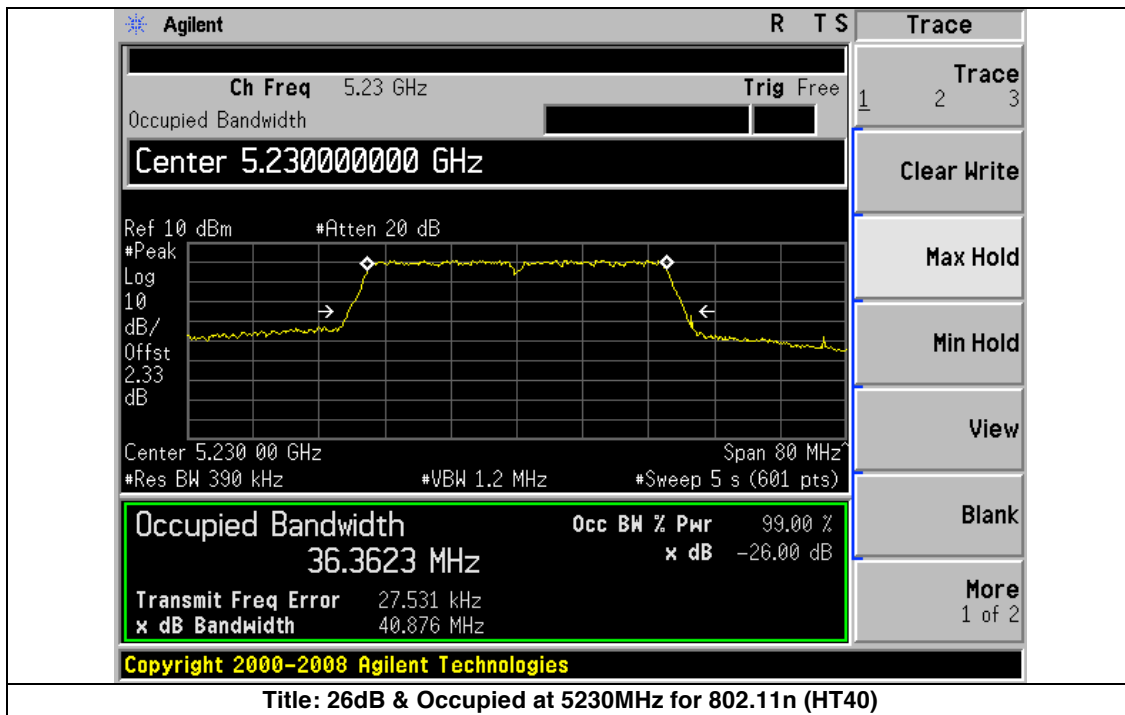 Agilent R T S Trace
Ch Freq 5.23 GHz Trig Free
Occupied Bandwidth
Center 5.230000000 GHz
Ref 10 dBm #Atten 20 dB
#Peak
Log
10
dB/
Offst
2.33
dB
Center 5.230 00 GHz Span 80 MHz^
#Res BW 390 kHz #VBW 1.2 MHz #Sweep 5 s (601 pts)
Occupied Bandwidth Occ BW % Pwr 99.00 %
36.3623 MHz x dB -26.00 dB
Transmit Freq Error 27.531 kHz
x dB Bandwidth 40.876 MHz
Copyright 2000-2008 Agilent Technologies
Trace
1 2 3
Clear Write
Max Hold
Min Hold
View
Blank
More
1 of 2
Title: 26dB & Occupied at 5230MHz for 802.11n (HT40)